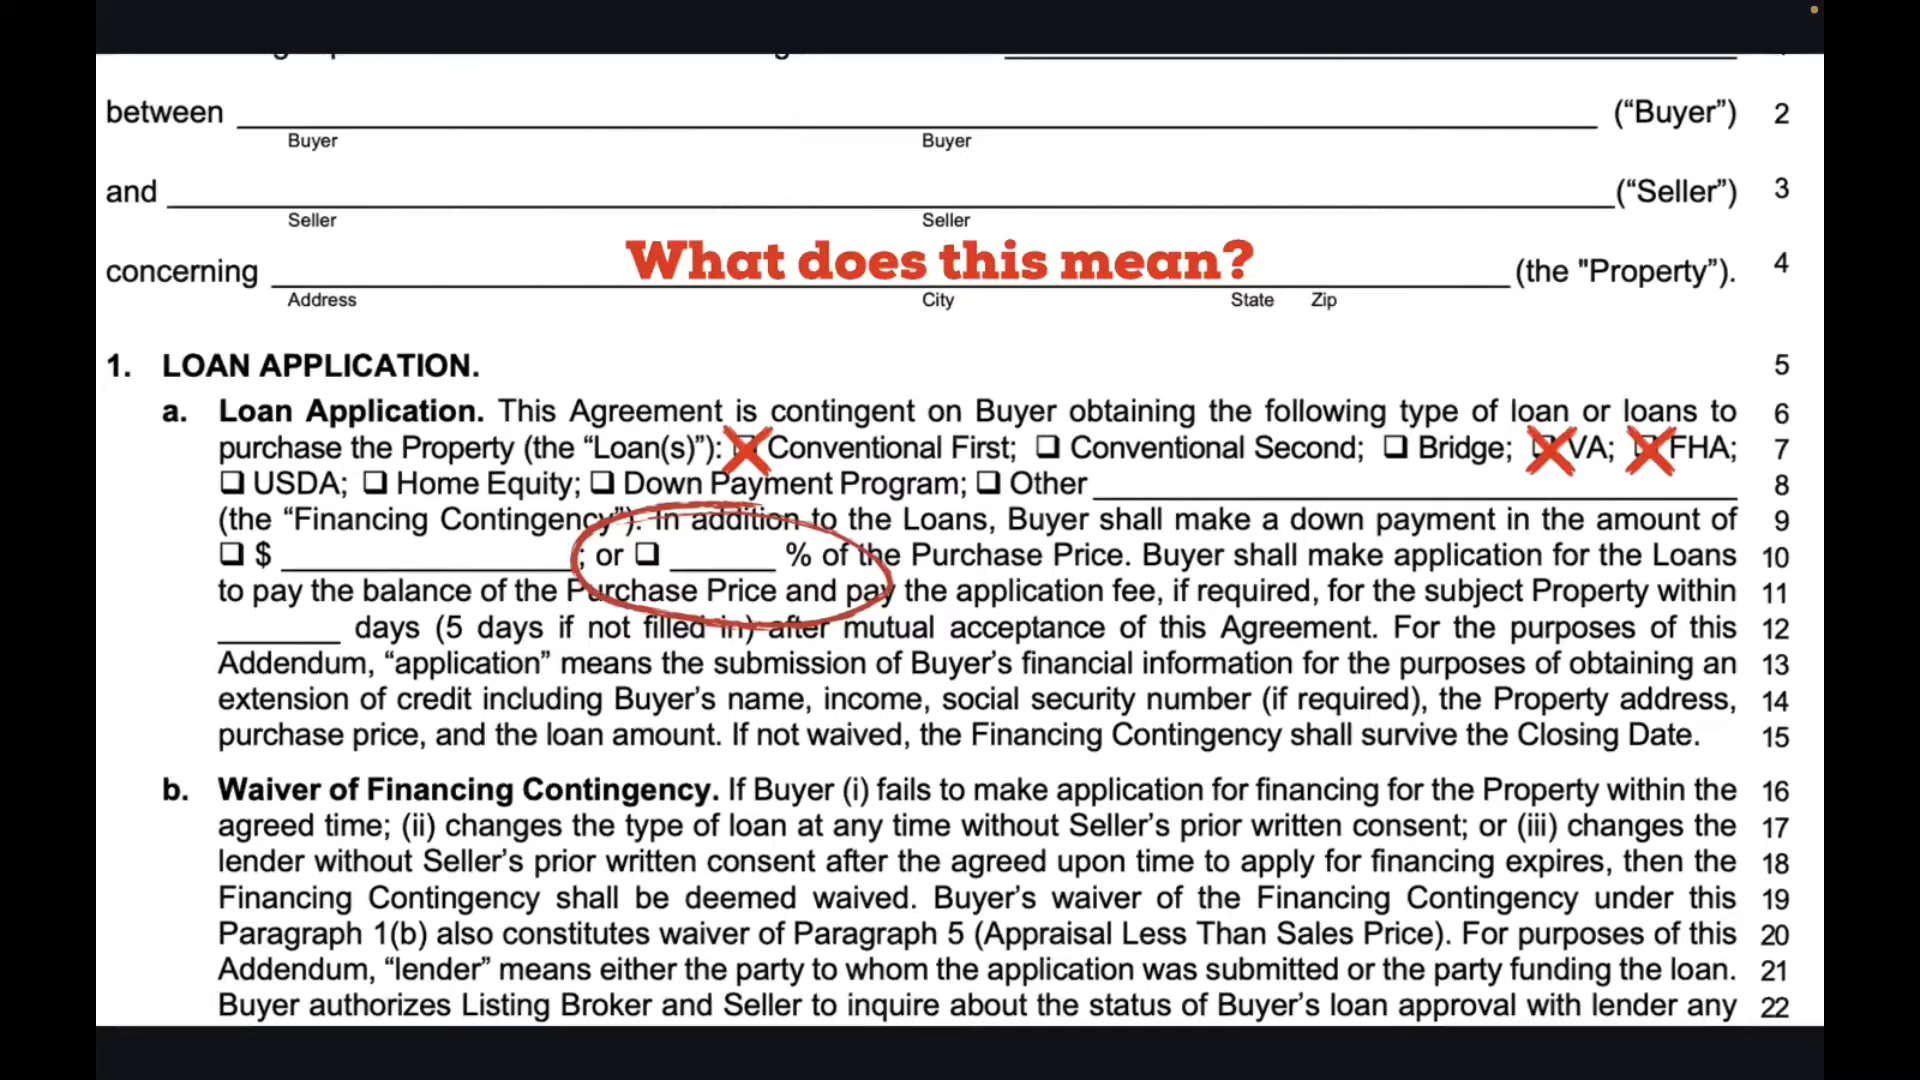 between ("Buyer") 2
Buyer Buyer
and ("Seller") 3
Seller Seller
What does this mean?
concerning (the "Property"). 4
Address City State Zip
1. LOAN APPLICATION. 5
a. Loan Application. This Agreement is contingent on Buyer obtaining the following type of loan or loans to 6
purchase the Property (the “Loan(s)”): ❑ Conventional First; ❑ Conventional Second; ❑ Bridge; ❑ VA; ❑ FHA; 7
❑ USDA; ❑ Home Equity; ❑ Down Payment Program; ❑ Other 8
(the “Financing Contingency”). In addition to the Loans, Buyer shall make a down payment in the amount of 9
❑ $ ; or ❑ % of the Purchase Price. Buyer shall make application for the Loans 10
to pay the balance of the Purchase Price and pay the application fee, if required, for the subject Property within 11
days (5 days if not filled in) after mutual acceptance of this Agreement. For the purposes of this 12
Addendum, “application” means the submission of Buyer’s financial information for the purposes of obtaining an 13
extension of credit including Buyer’s name, income, social security number (if required), the Property address, 14
purchase price, and the loan amount. If not waived, the Financing Contingency shall survive the Closing Date. 15
b. Waiver of Financing Contingency. If Buyer (i) fails to make application for financing for the Property within the 16
agreed time; (ii) changes the type of loan at any time without Seller’s prior written consent; or (iii) changes the 17
lender without Seller’s prior written consent after the agreed upon time to apply for financing expires, then the 18
Financing Contingency shall be deemed waived. Buyer’s waiver of the Financing Contingency under this 19
Paragraph 1(b) also constitutes waiver of Paragraph 5 (Appraisal Less Than Sales Price). For purposes of this 20
Addendum, “lender” means either the party to whom the application was submitted or the party funding the loan. 21
Buyer authorizes Listing Broker and Seller to inquire about the status of Buyer’s loan approval with lender any 22